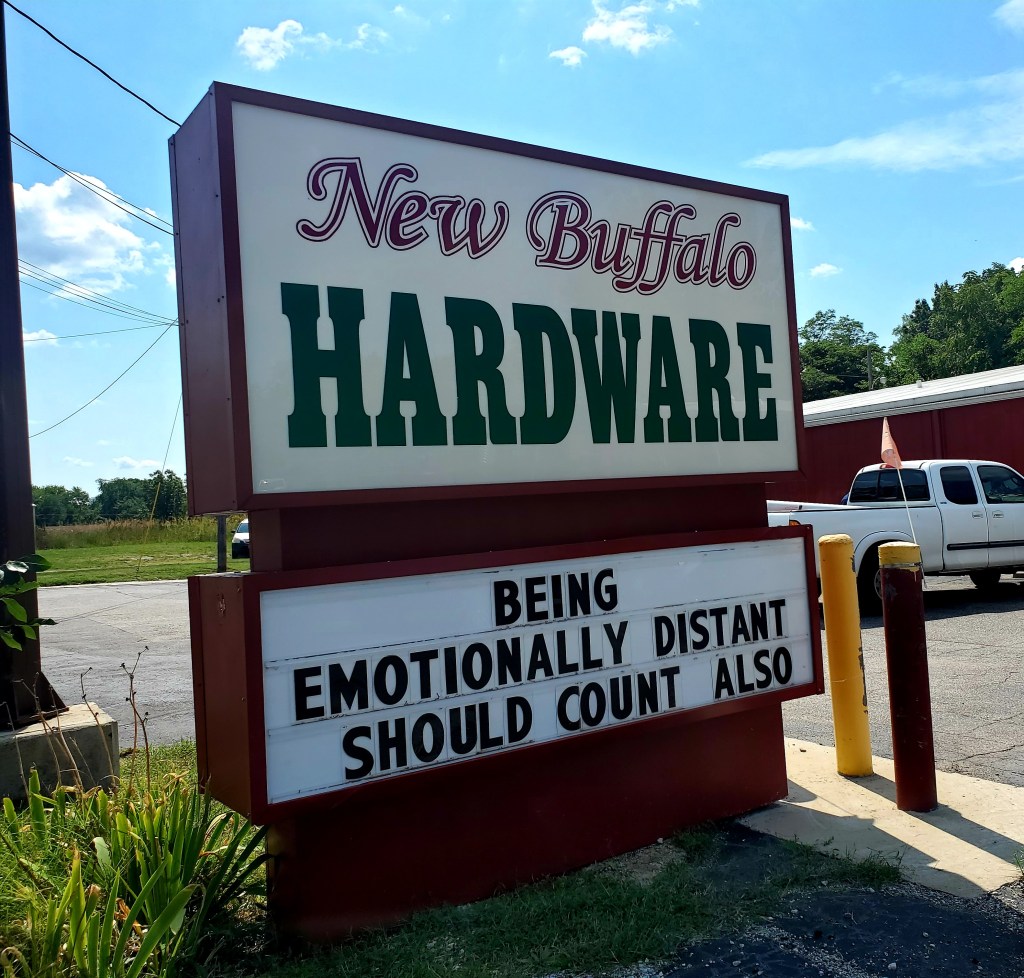 New Buffalo
HARDWARE
BEING
EMOTIONALLY DISTANT
SHOULD COUNT ALSO